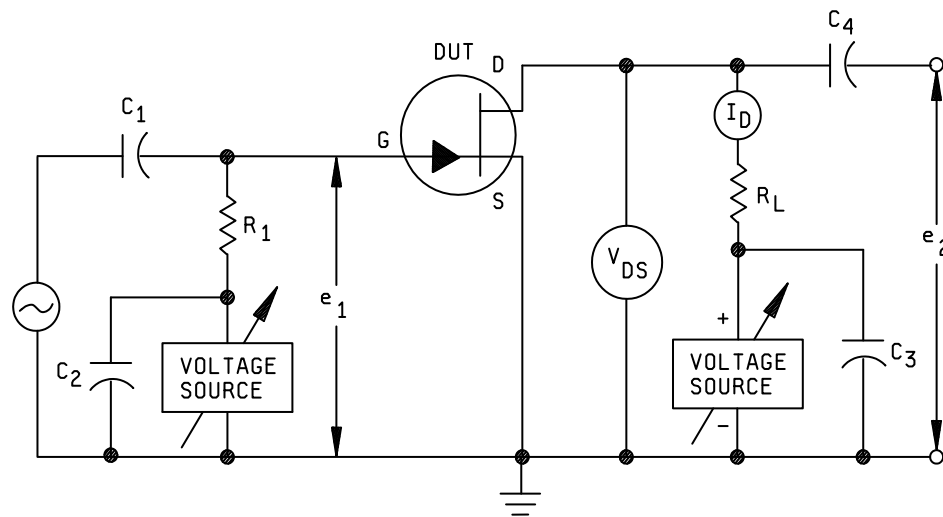 C4
DUT
D
C1
ID
G
S
RL
R1
VDS
e2
e1
+
C3
C2
VOLTAGE
SOURCE
VOLTAGE
SOURCE
−